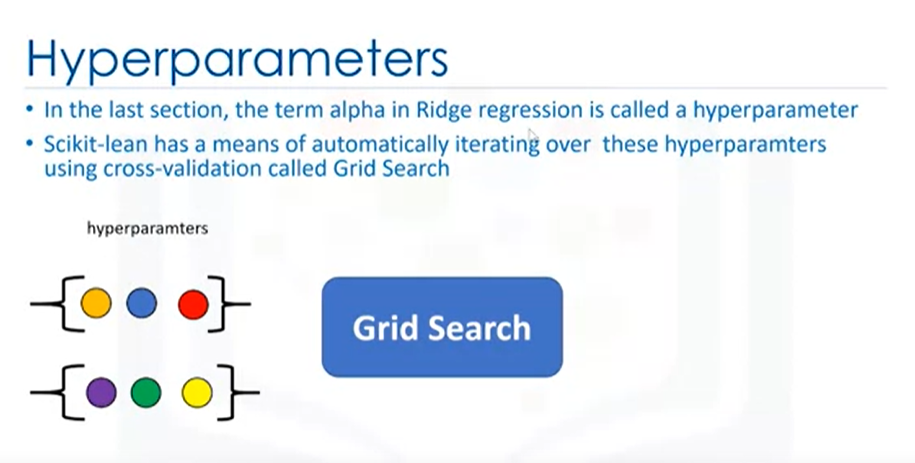 Hyperparameters
• In the last section, the term alpha in Ridge regression is called a hyperparameter
• Scikit-lean has a means of automatically iterating over these hyperparamters
using cross-validation called Grid Search
hyperparamters
Grid Search